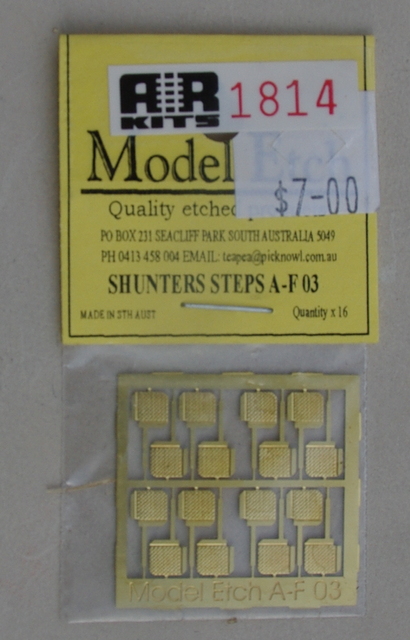 AIR
KITS
1814
Model Etch
$7-00
Quality etched
PO BOX 231 SEACLIFF PARK SOUTH AUSTRALIA 5049
PH 0413 458 004 EMAIL: teapea@picknowl.com.au
SHUNTERS STEPS A-F 03
MADE IN STH AUST
Quantity x 16
Model Etch A-F 03